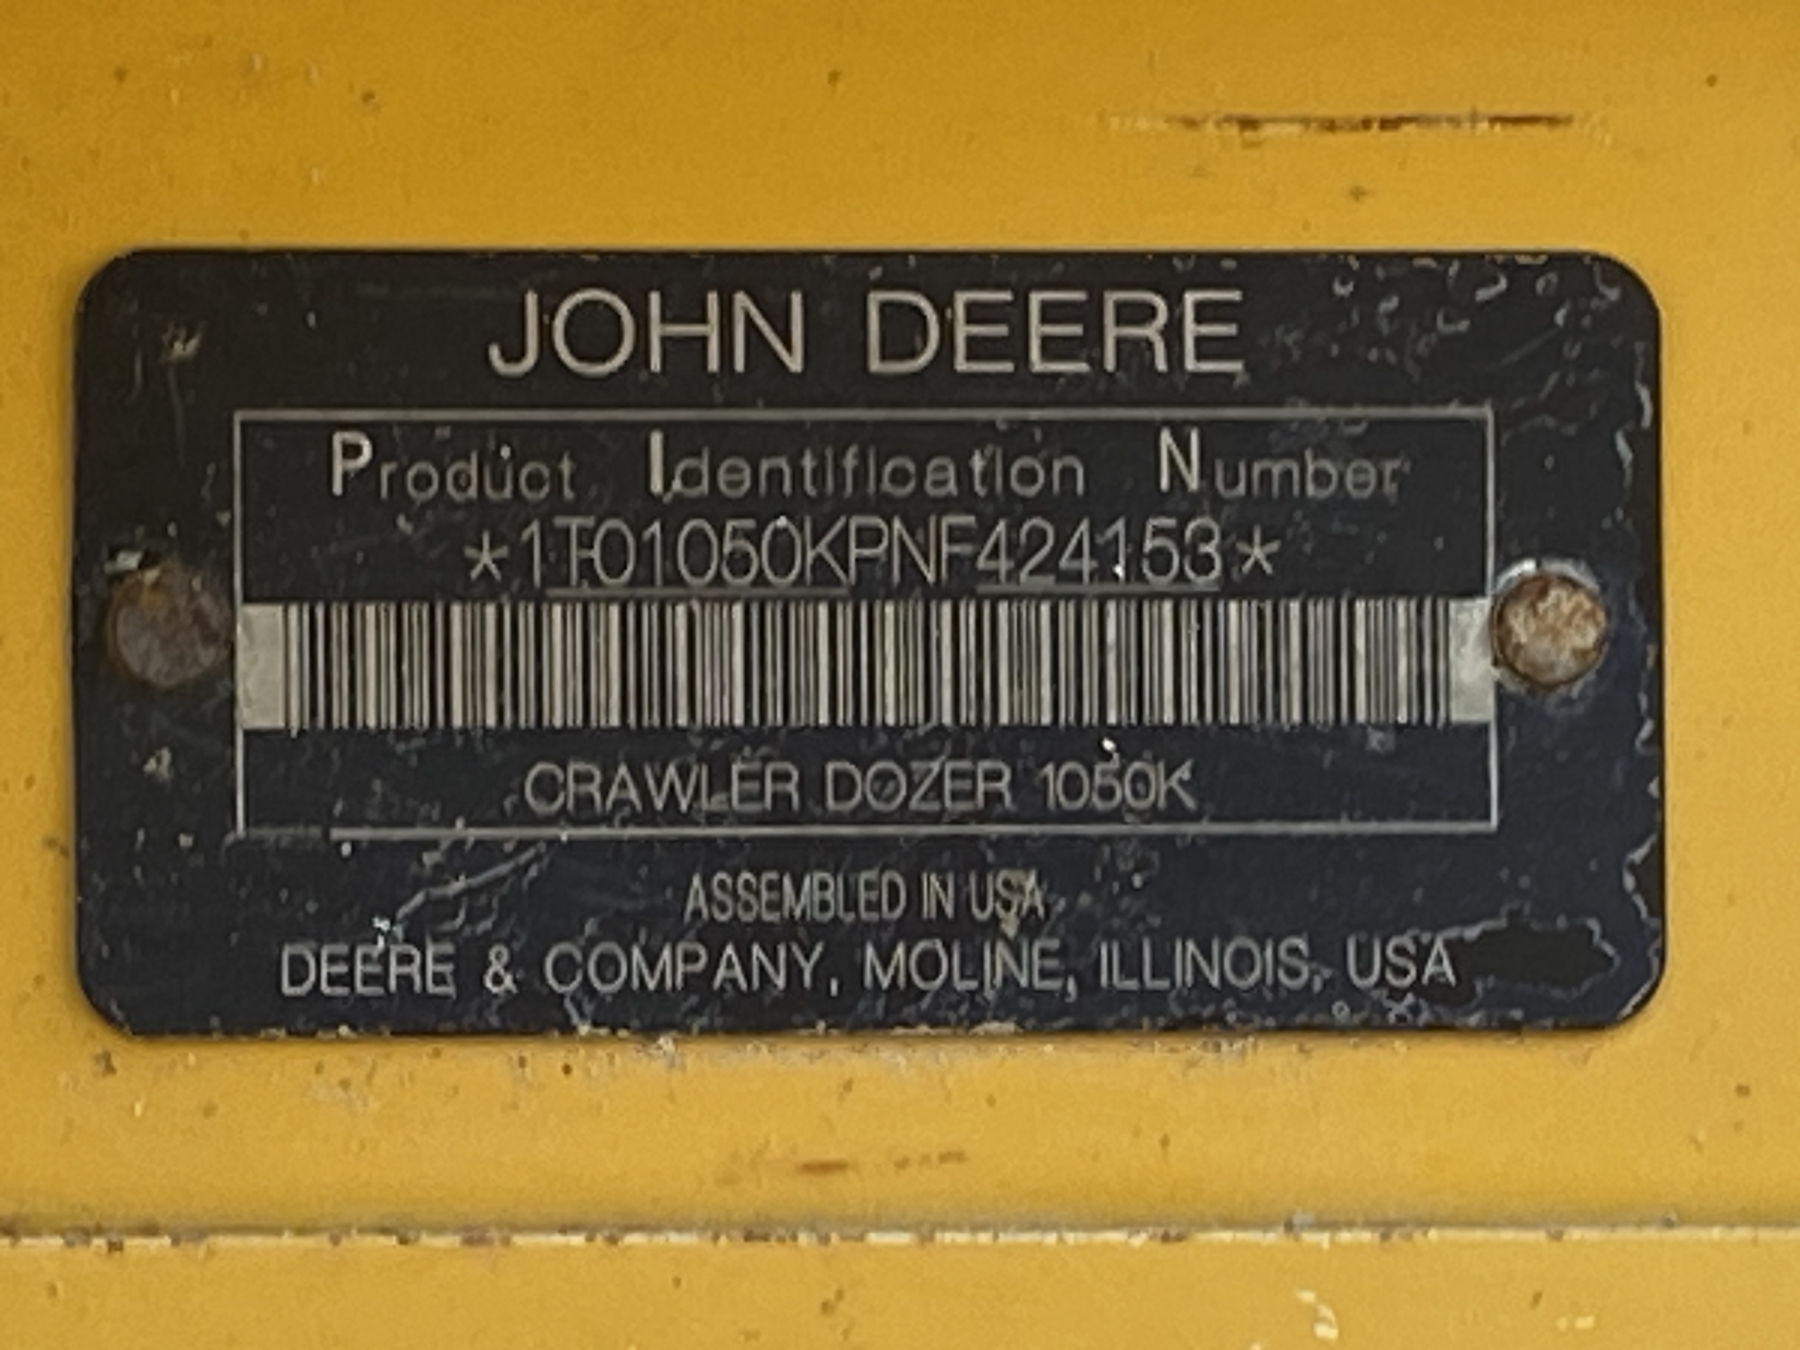 JOHN DEERE
Product Identification Number
*1T01050KPNF424153*
CRAWLER DOZER 1050K
ASSEMBLED IN USA
DEERE & COMPANY, MOLINE, ILLINOIS, USA